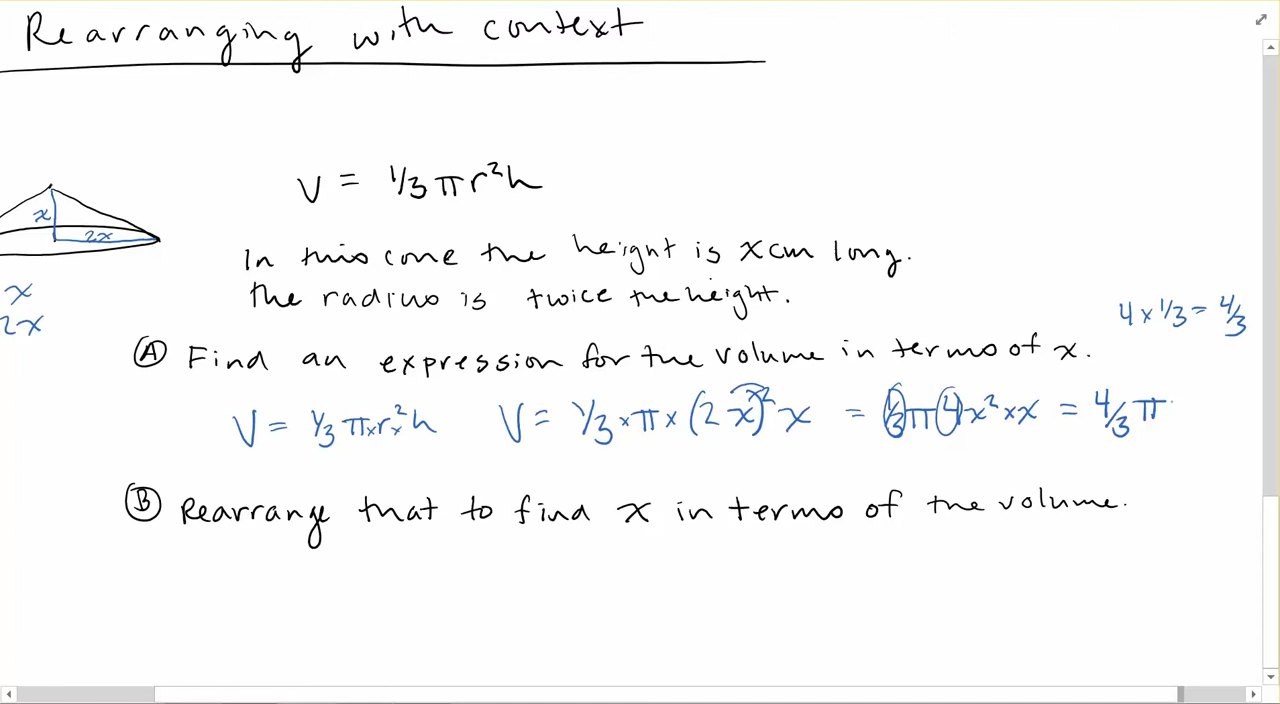 Rearranging with context
V = 1/3 πr²h
x
2x
In this cone the height is x cm long.
x
The radius is twice the height.
2x
4 × 1/3 = 4/3
Ⓐ Find an expression for the volume in terms of x.
V = 1/3 π×r²×h V = 1/3 × π × (2x)² x = 1/3 π 4 x² × x = 4/3 π
Ⓑ Rearrange that to find x in terms of the volume.